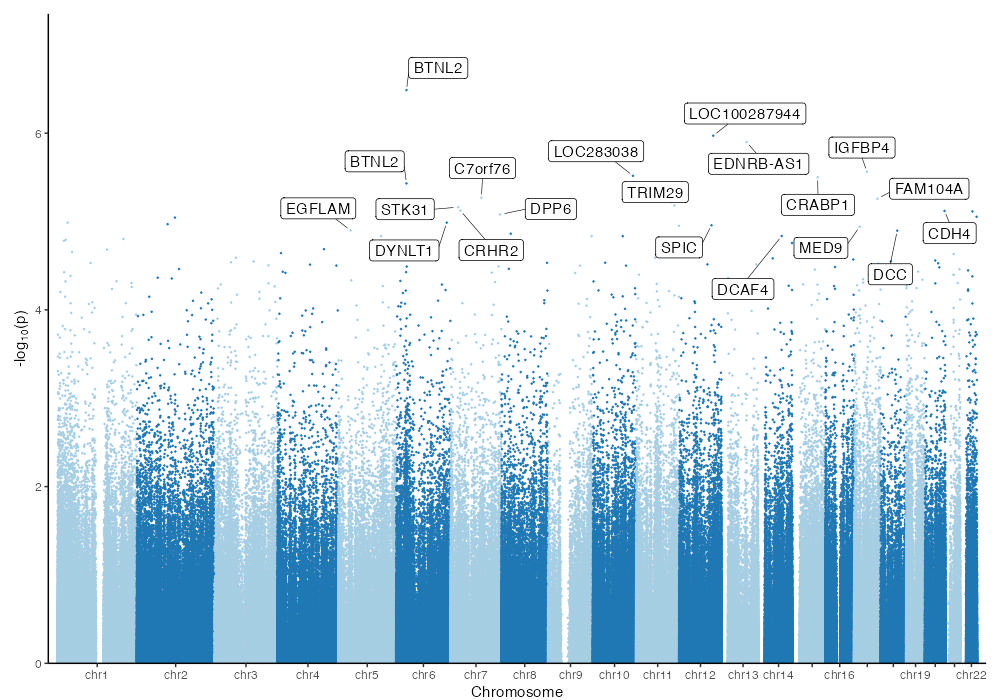 BTNL2
LOC100287944
IGFBP4
LOC283038
BTNL2
EDNRB-AS1
C7orf76
FAM104A
TRIM29
CRABP1
EGFLAM
STK31
DPP6
CDH4
SPIC
MED9
DYNLT1
CRHR2
DCC
DCAF4
-log10(p)
6
4
2
0
chr1 chr2 chr3 chr4 chr5 chr6 chr7 chr8 chr9 chr10 chr11 chr12 chr13 chr14 chr16 chr19 chr22
Chromosome